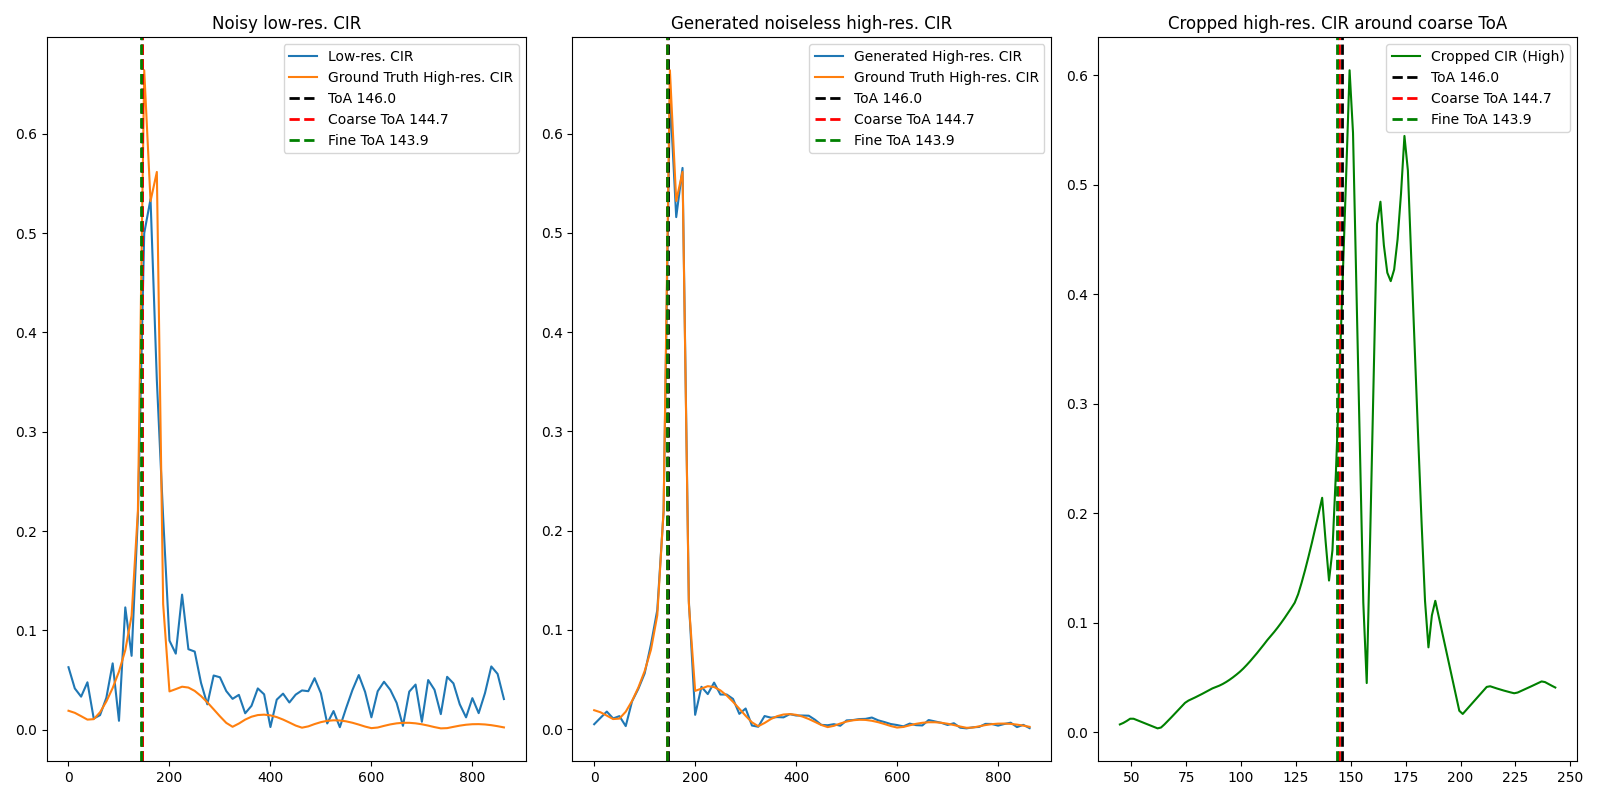 Noisy low-res. CIR
Low-res. CIR
Ground Truth High-res. CIR
ToA 146.0
Coarse ToA 144.7
Fine ToA 143.9
0.6
0.5
0.4
0.3
0.2
0.1
0.0
0 200 400 600 800
Generated noiseless high-res. CIR
Generated High-res. CIR
Ground Truth High-res. CIR
ToA 146.0
Coarse ToA 144.7
Fine ToA 143.9
0.6
0.5
0.4
0.3
0.2
0.1
0.0
0 200 400 600 800
Cropped high-res. CIR around coarse ToA
Cropped CIR (High)
ToA 146.0
Coarse ToA 144.7
Fine ToA 143.9
0.6
0.5
0.4
0.3
0.2
0.1
0.0
50 75 100 125 150 175 200 225 250